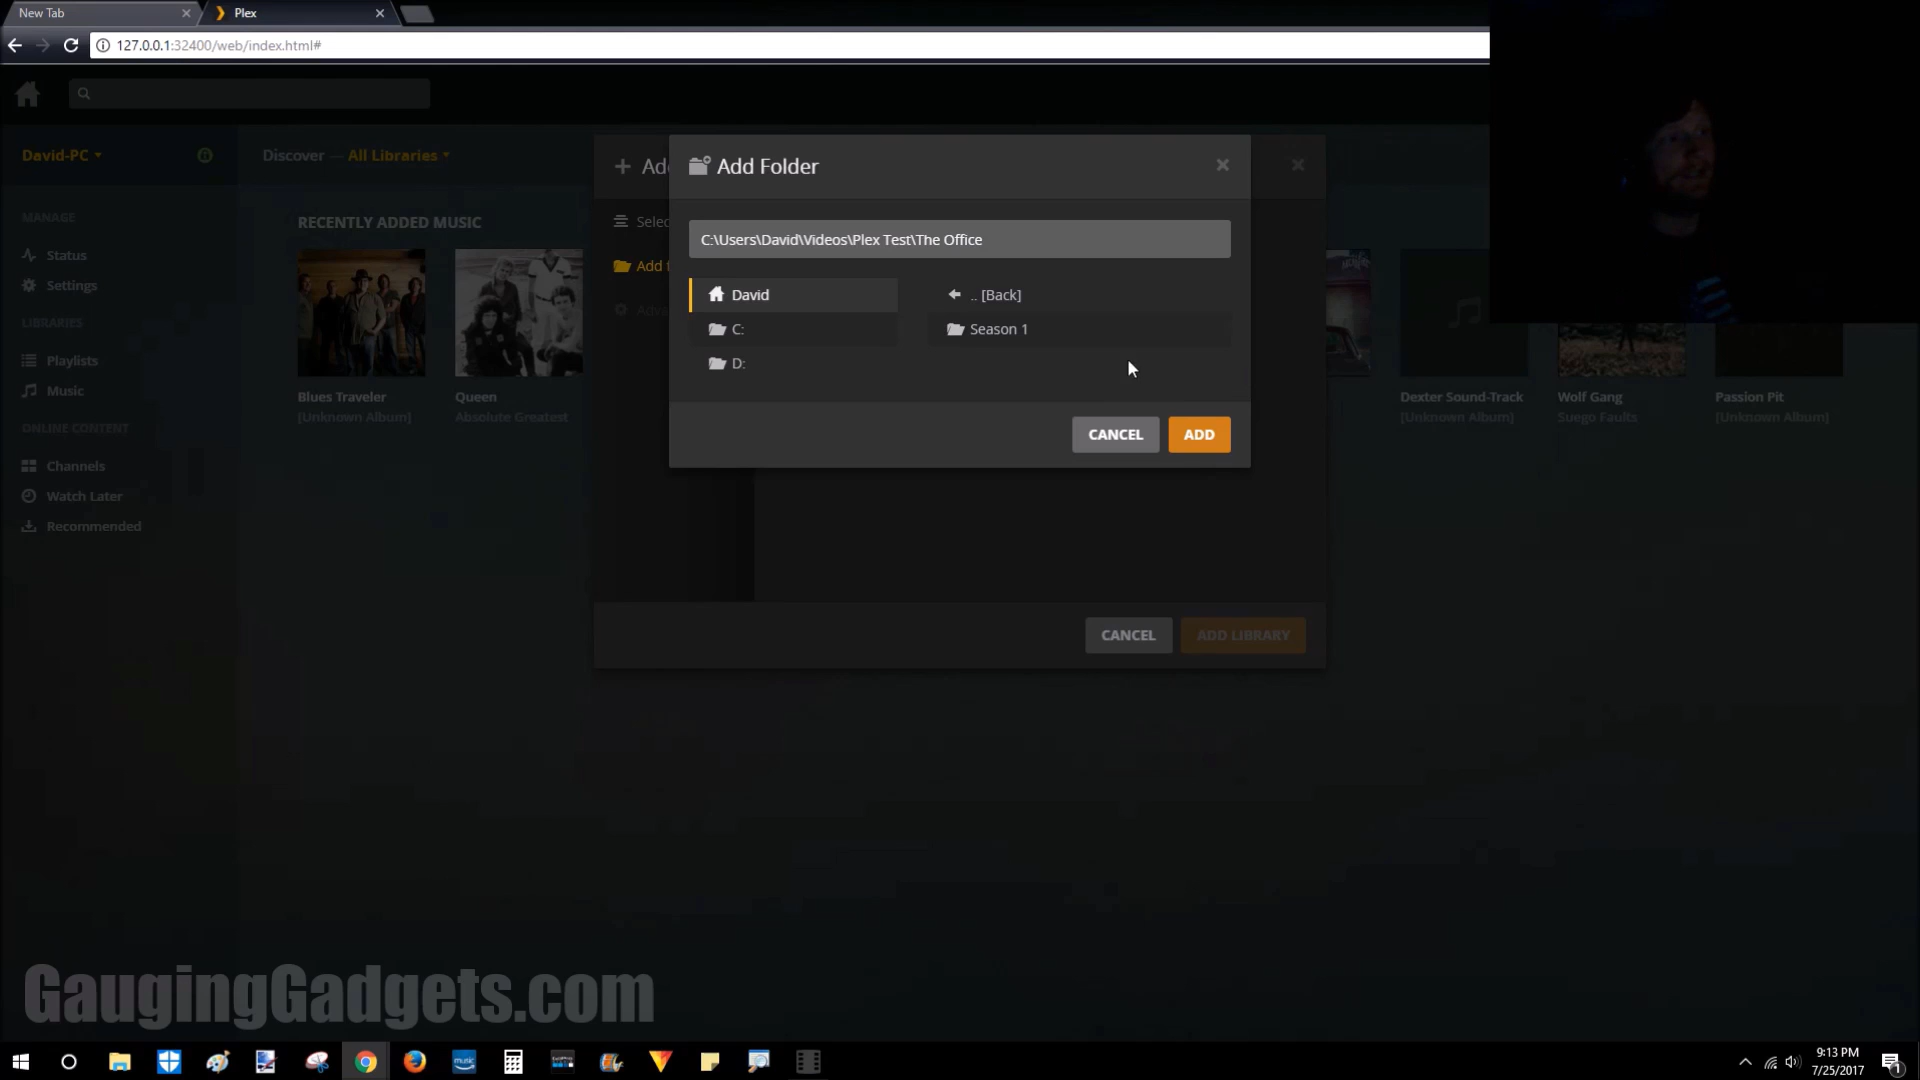 New Tab
Plex
127.0.0.1:32400/web/index.html#
David-PC
Discover — All Libraries
MANAGE
Status
Settings
LIBRARIES
Playlists
Music
ONLINE CONTENT
Channels
Watch Later
Recommended
RECENTLY ADDED MUSIC
Blues Traveler
[Unknown Album]
Queen
Absolute Greatest
Dexter Sound-Track
[Unknown Album]
Wolf Gang
Suego Faults
Passion Pit
[Unknown Album]
Add Folder
C:\Users\David\Videos\Plex Test\The Office
David
C:
D:
.. [Back]
Season 1
CANCEL
ADD
CANCEL
ADD LIBRARY
GaugingGadgets.com
9:13 PM
7/25/2017